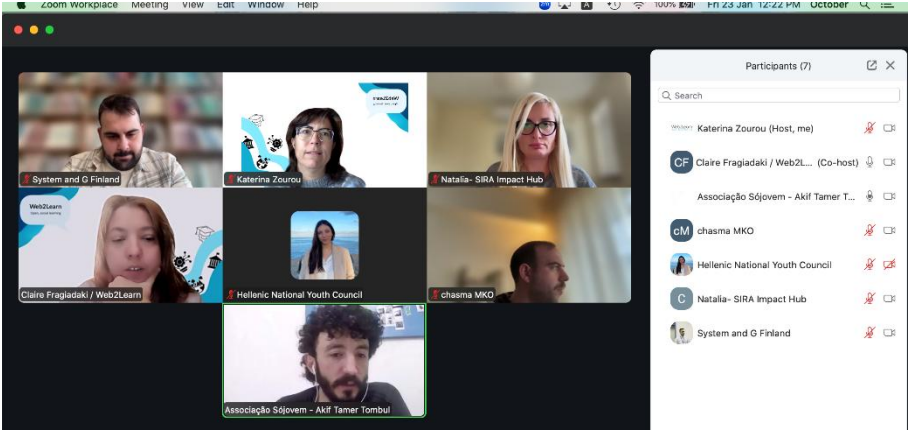 Zoom Workplace Meeting View Edit Window Help
100% Fri 23 Jan 12:22 PM October
Participants (7)
Search
Katerina Zourou (Host, me)
CF Claire Fragiadaki / Web2L... (Co-host)
Associação Sójovem - Akif Tamer T...
cM chasma MKO
Hellenic National Youth Council
C Natalia- SIRA Impact Hub
System and G Finland
System and G Finland
Katerina Zourou
Natalia- SIRA Impact Hub
Web2Learn
Claire Fragiadaki / Web2Learn
Hellenic National Youth Council
chasma MKO
Associação Sójovem - Akif Tamer Tombul